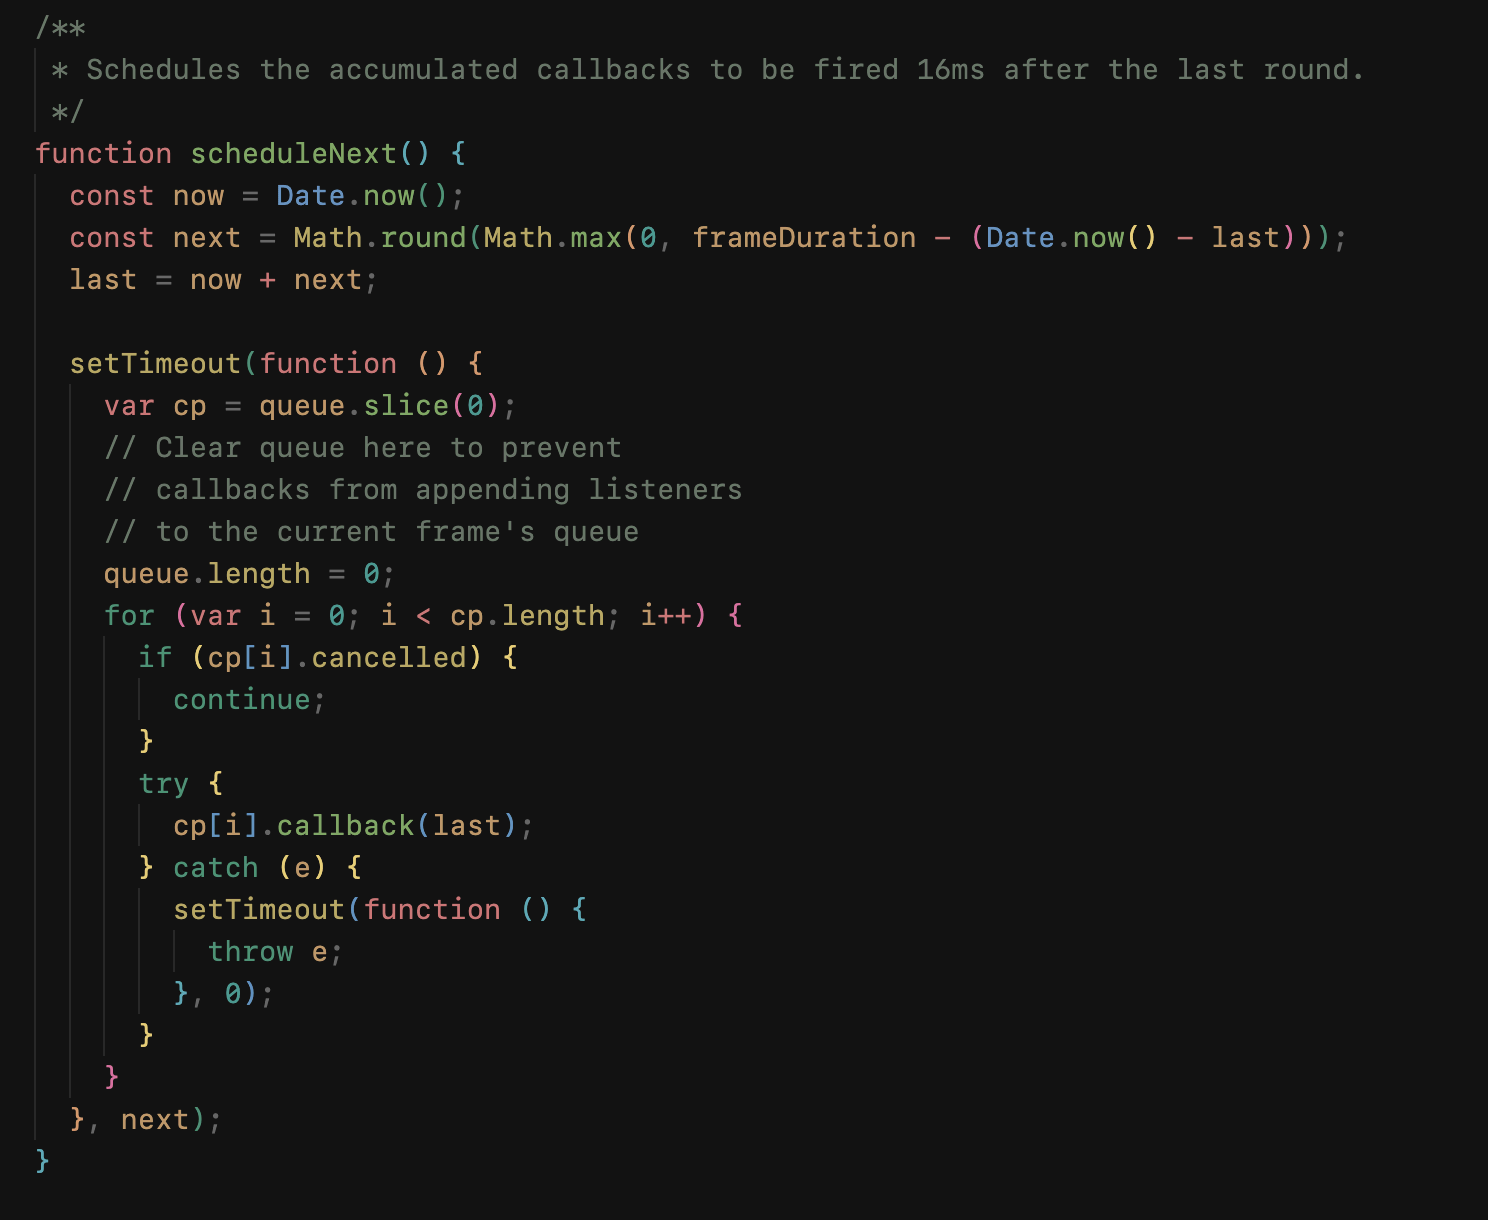 /**
 * Schedules the accumulated callbacks to be fired 16ms after the last round.
 */
function scheduleNext() {
  const now = Date.now();
  const next = Math.round(Math.max(0, frameDuration - (Date.now() - last)));
  last = now + next;

  setTimeout(function () {
    var cp = queue.slice(0);
    // Clear queue here to prevent
    // callbacks from appending listeners
    // to the current frame's queue
    queue.length = 0;
    for (var i = 0; i < cp.length; i++) {
      if (cp[i].cancelled) {
        continue;
      }
      try {
        cp[i].callback(last);
      } catch (e) {
        setTimeout(function () {
          throw e;
        }, 0);
      }
    }
  }, next);
}